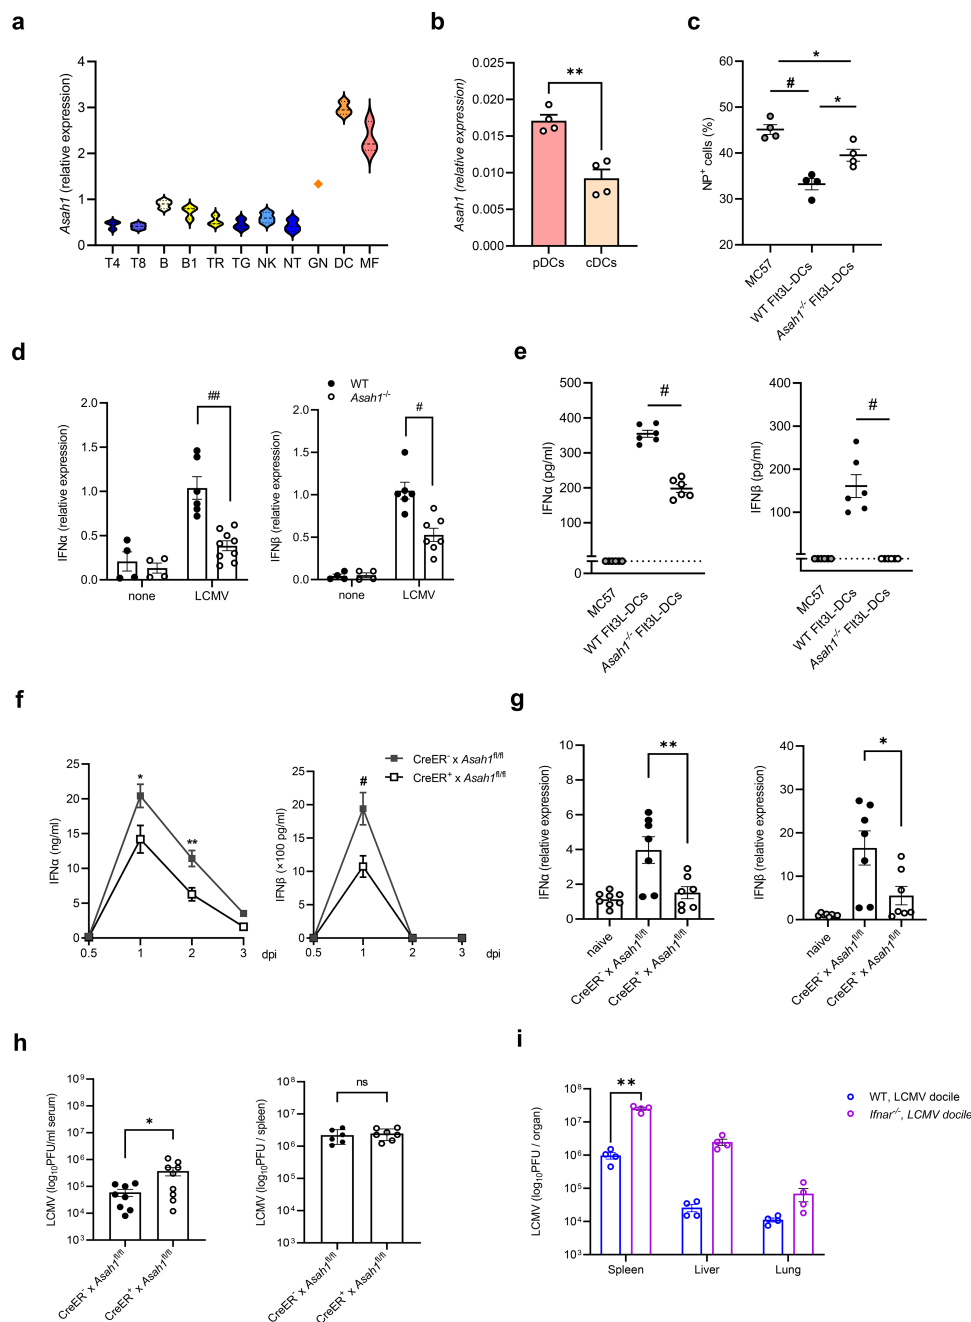 a
Asah1 (relative expression)
4
3
2
1
0
T4 T8 B B1 TR TG NK NT GN DC MF
b
Asah1 (relative expression)
0.025
0.020
0.015
0.010
0.005
0.000
**
pDCs cDCs
c
NP+ cells (%)
60
50
40
30
20
*
#
*
MC57
WT Flt3L-DCs
Asah1-/- Flt3L-DCs
d
WT
Asah1-/-
IFNα (relative expression)
2.0
1.5
1.0
0.5
0.0
##
none LCMV
IFNβ (relative expression)
2.0
1.5
1.0
0.5
0.0
#
none LCMV
e
IFNα (pg/ml)
500
400
300
200
100
0
#
MC57
WT Flt3L-DCs
Asah1-/- Flt3L-DCs
IFNβ (pg/ml)
400
300
200
100
0
#
MC57
WT Flt3L-DCs
Asah1-/- Flt3L-DCs
f
CreER- x Asah1fl/fl
CreER+ x Asah1fl/fl
IFNα (ng/ml)
25
20
15
10
5
0
*
**
0.5 1 2 3 dpi
IFNβ (×100 pg/ml)
25
20
15
10
5
0
#
0.5 1 2 3 dpi
g
IFNα (relative expression)
10
8
6
4
2
0
**
naive
CreER- x Asah1fl/fl
CreER+ x Asah1fl/fl
IFNβ (relative expression)
40
30
20
10
0
*
naive
CreER- x Asah1fl/fl
CreER+ x Asah1fl/fl
h
LCMV (log10PFU/ml serum)
10⁹
10⁸
10⁷
10⁶
10⁵
10⁴
10³
*
CreER- x Asah1fl/fl
CreER+ x Asah1fl/fl
LCMV (log10PFU / spleen)
10⁸
10⁷
10⁶
10⁵
10⁴
10³
ns
CreER- x Asah1fl/fl
CreER+ x Asah1fl/fl
i
LCMV (log10PFU / organ)
10⁸
10⁷
10⁶
10⁵
10⁴
10³
**
WT, LCMV docile
Ifnar-/-, LCMV docile
Spleen Liver Lung